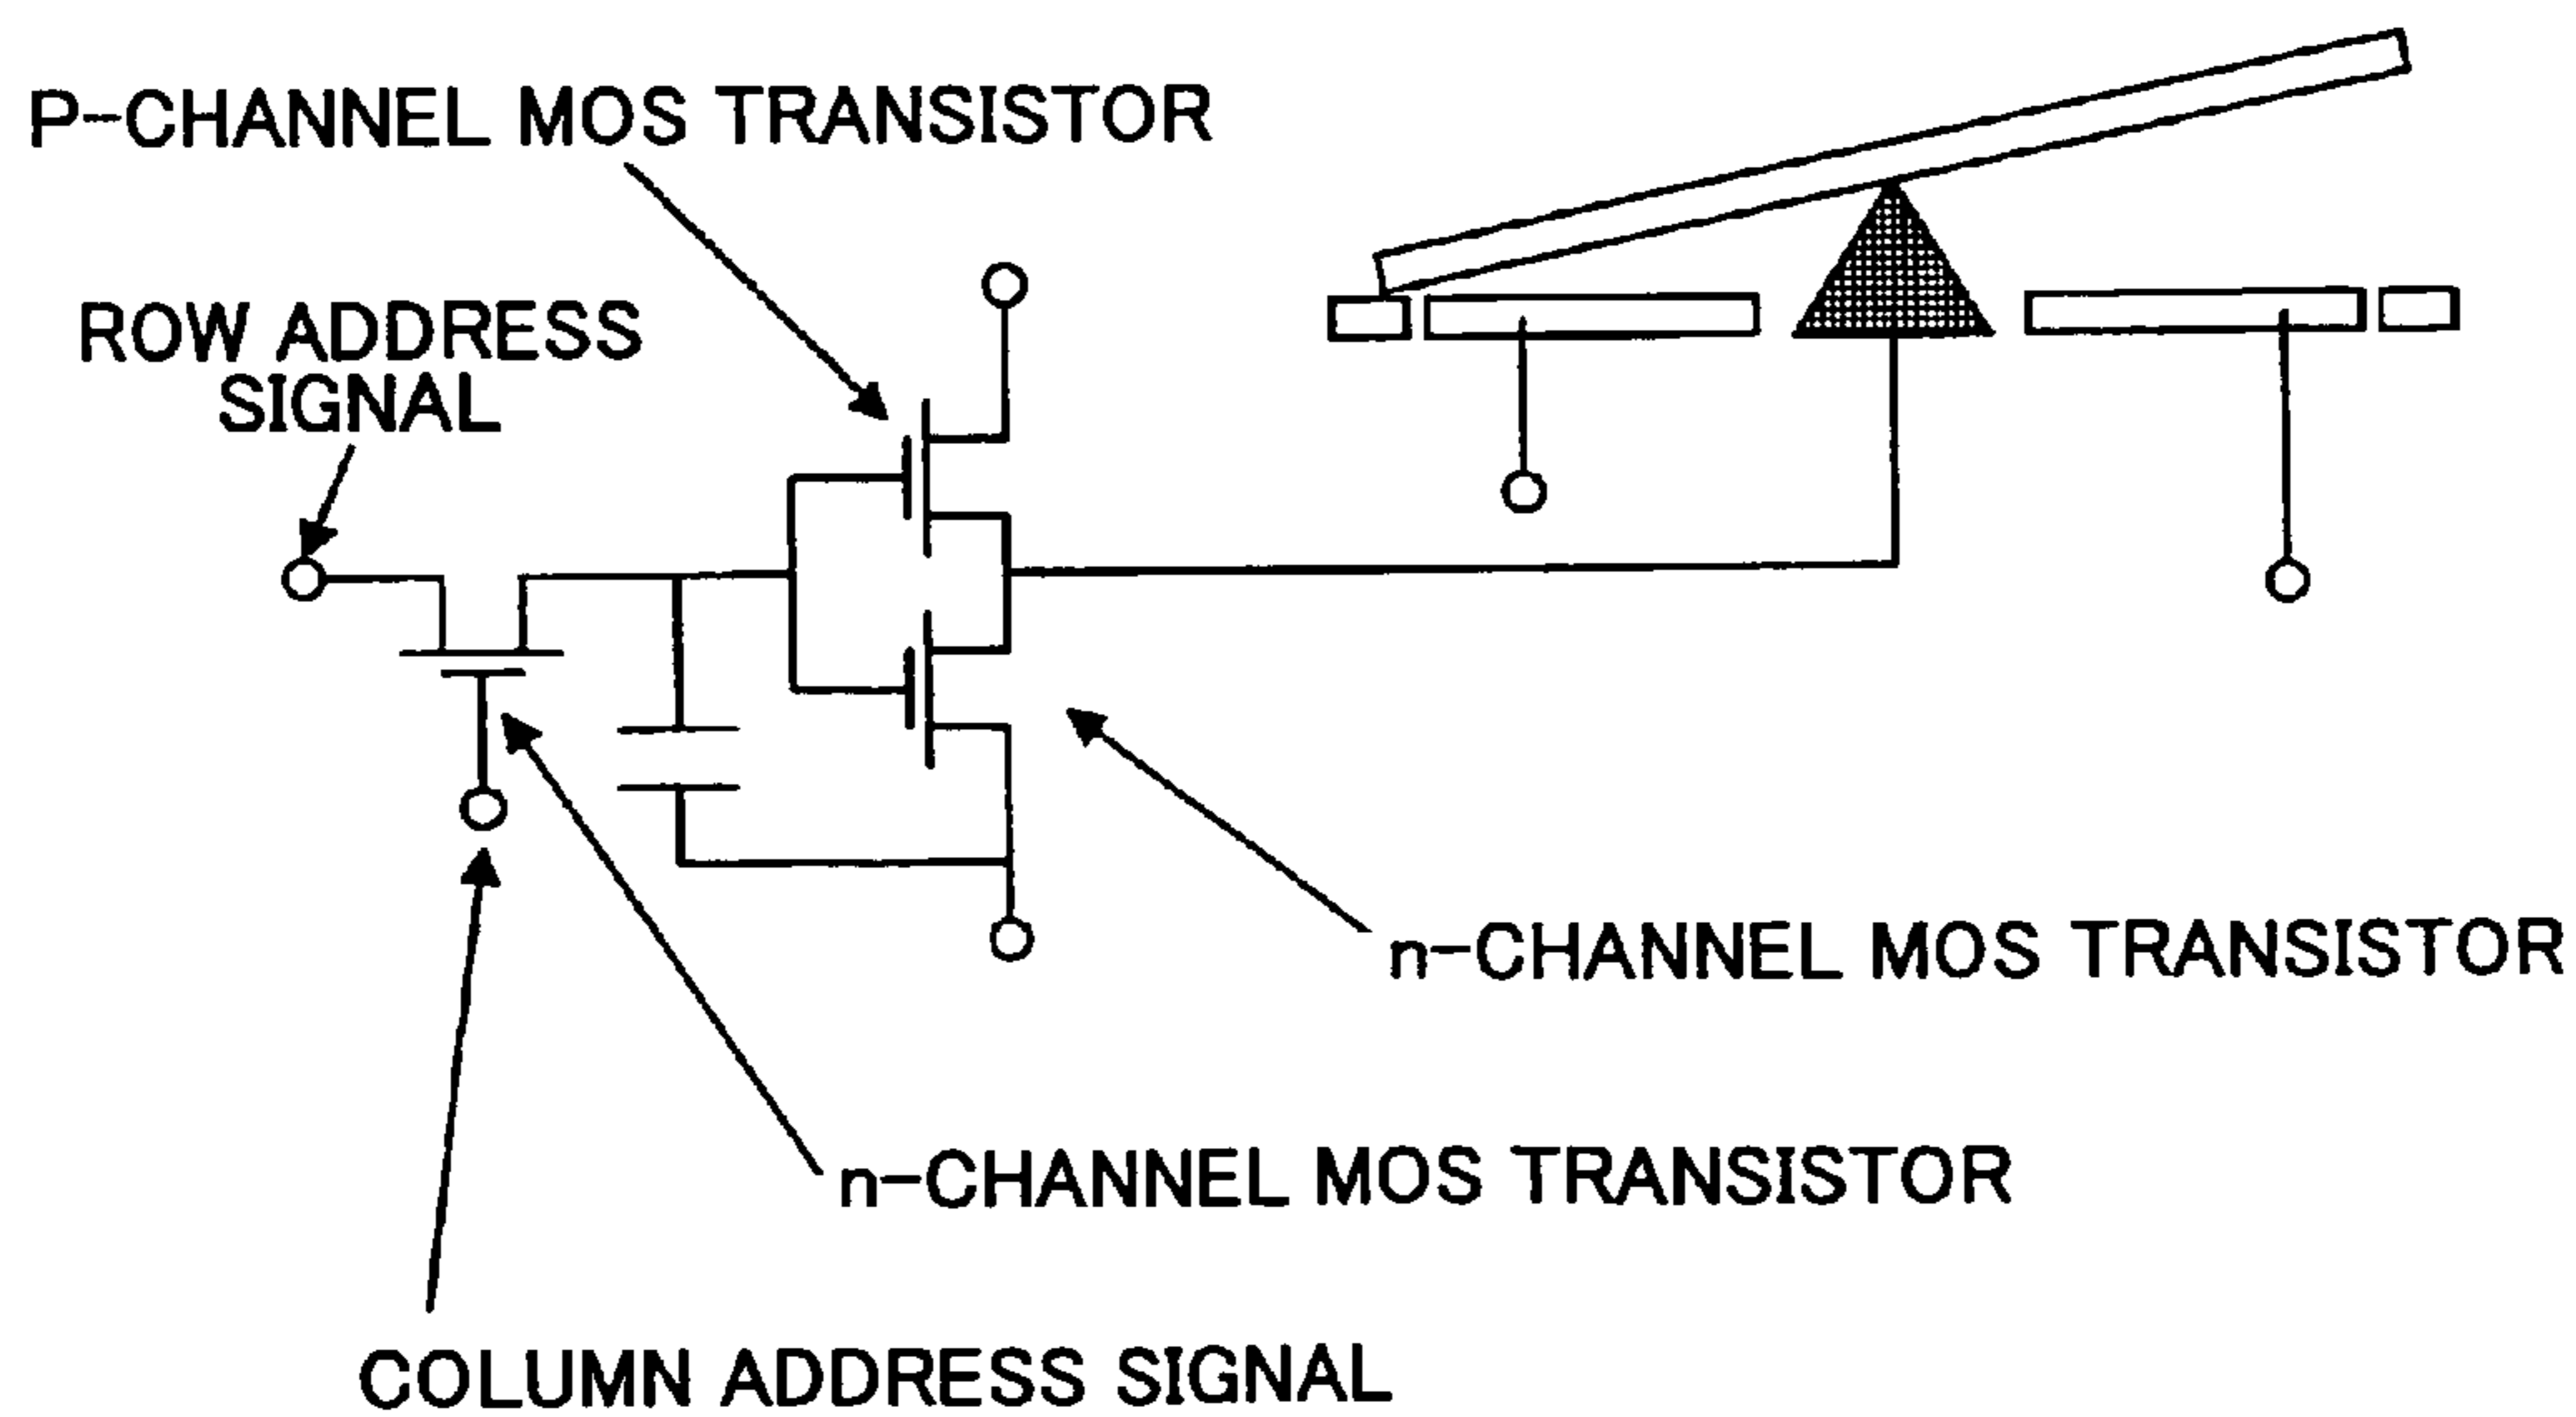 P-CHANNEL MOS TRANSISTOR
ROW ADDRESS
SIGNAL
n-CHANNEL MOS TRANSISTOR
n-CHANNEL MOS TRANSISTOR
COLUMN ADDRESS SIGNAL